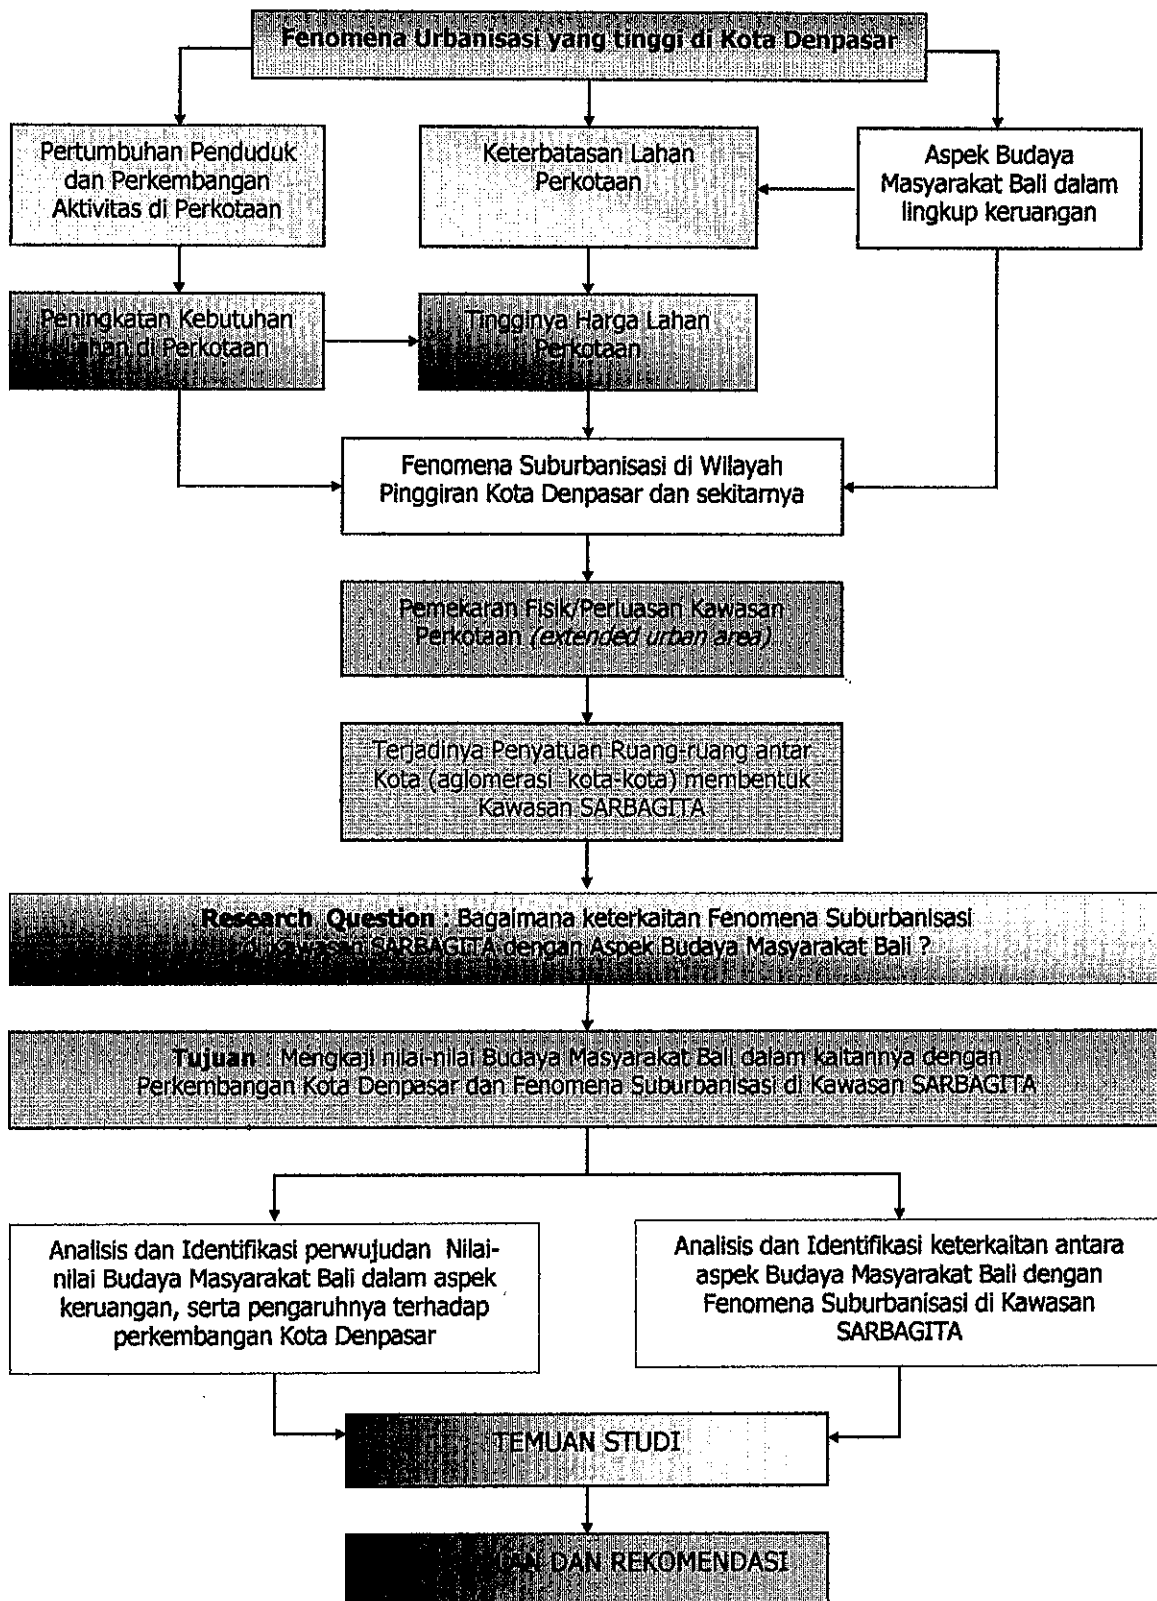 Fenomena Urbanisasi yang tinggi di Kota Denpasar
Pertumbuhan Penduduk
dan Perkembangan
Aktivitas di Perkotaan
Keterbatasan Lahan
Perkotaan
Aspek Budaya
Masyarakat Bali dalam
lingkup keruangan
Peningkatan Kebutuhan
Lahan di Perkotaan
Tingginya Harga Lahan
Perkotaan
Fenomena Suburbanisasi di Wilayah
Pinggiran Kota Denpasar dan sekitarnya
Pemekaran Fisik/Perluasan Kawasan
Perkotaan (extended urban area)
Terjadinya Penyatuan Ruang-ruang antar
Kota (aglomerasi kota-kota) membentuk
Kawasan SARBAGITA
Research Question : Bagaimana keterkaitan Fenomena Suburbanisasi
Kawasan SARBAGITA dengan Aspek Budaya Masyarakat Bali ?
Tujuan : Mengkaji nilai-nilai Budaya Masyarakat Bali dalam kaitannya dengan
Perkembangan Kota Denpasar dan Fenomena Suburbanisasi di Kawasan SARBAGITA
Analisis dan Identifikasi perwujudan Nilai-
nilai Budaya Masyarakat Bali dalam aspek
keruangan, serta pengaruhnya terhadap
perkembangan Kota Denpasar
Analisis dan Identifikasi keterkaitan antara
aspek Budaya Masyarakat Bali dengan
Fenomena Suburbanisasi di Kawasan
SARBAGITA
TEMUAN STUDI
DAN REKOMENDASI